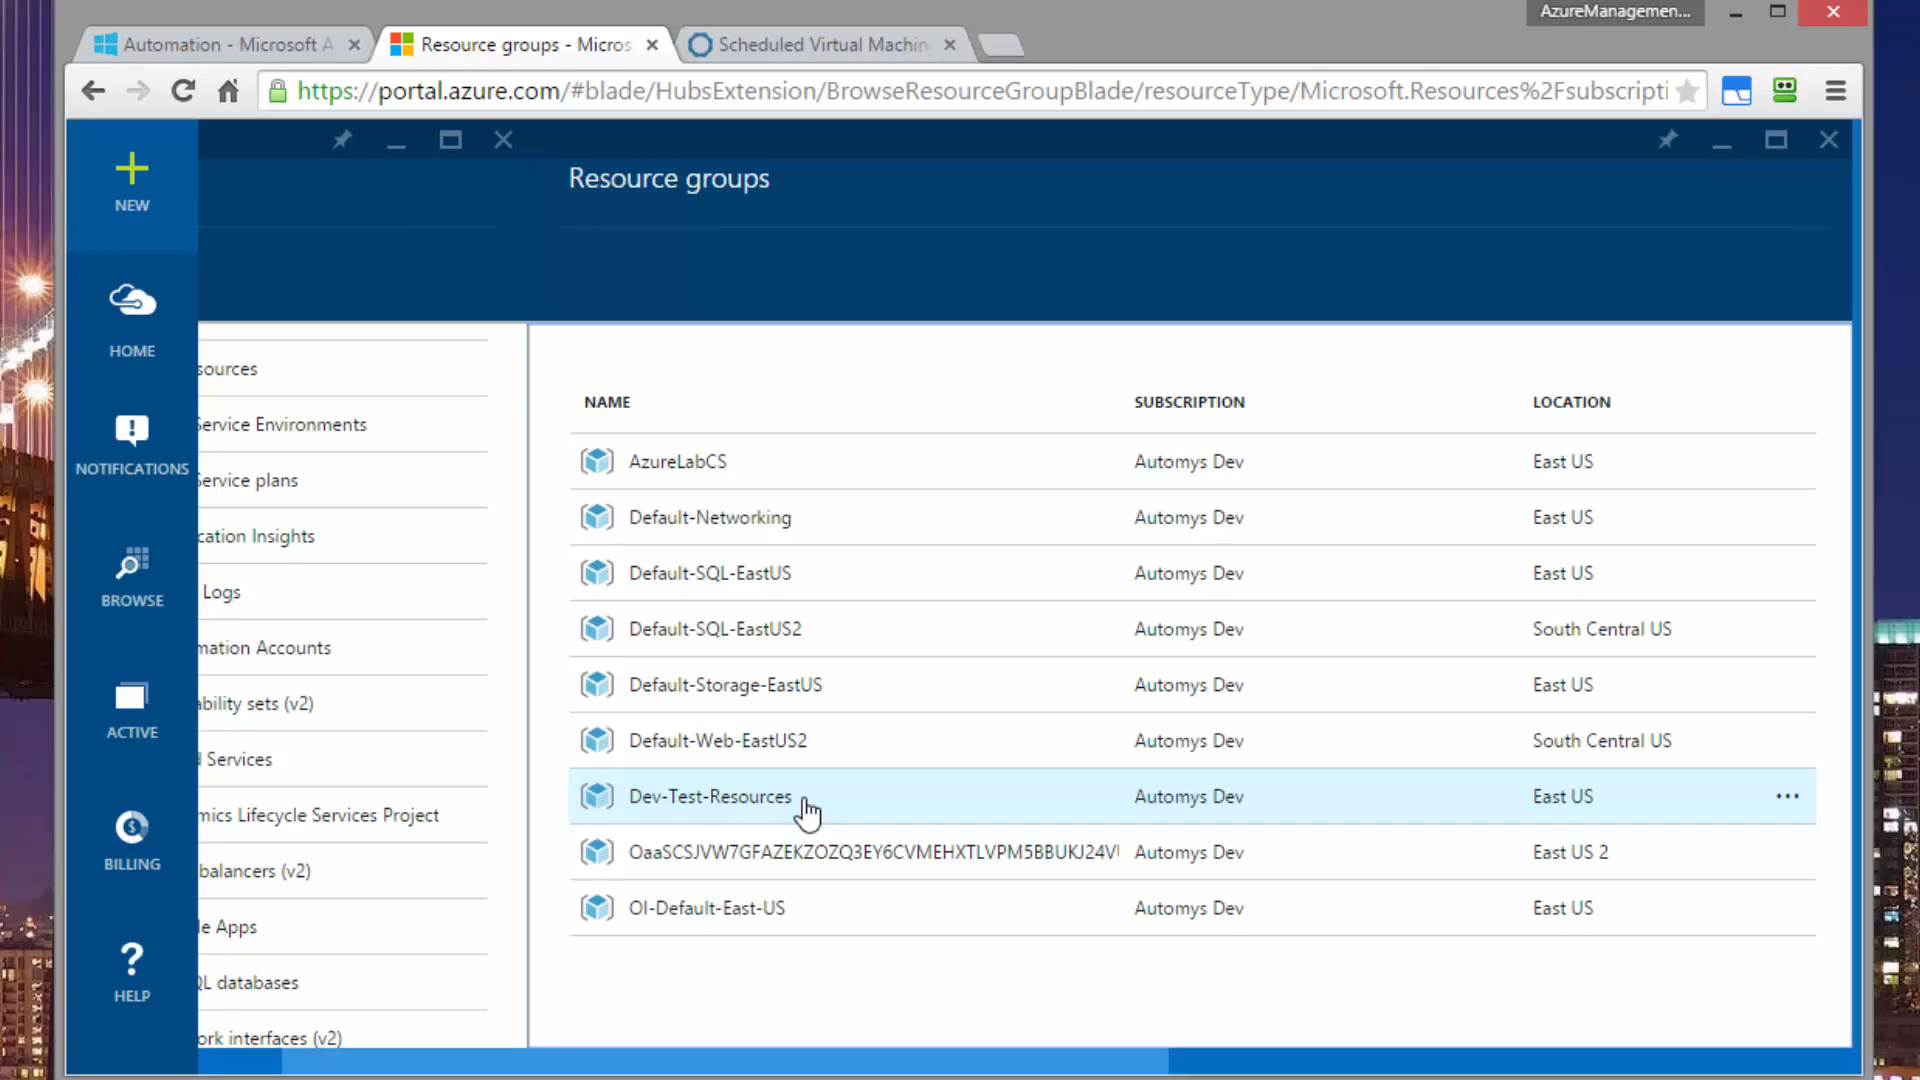 AzureManagemen...
Automation - Microsoft A
Resource groups - Micros
Scheduled Virtual Machin
https://portal.azure.com/#blade/HubsExtension/BrowseResourceGroupBlade/resourceType/Microsoft.Resources%2Fsubscripti
NEW
HOME
NOTIFICATIONS
BROWSE
ACTIVE
BILLING
HELP
sources
Service Environments
Service plans
cation Insights
Logs
mation Accounts
ability sets (v2)
d Services
mics Lifecycle Services Project
balancers (v2)
le Apps
QL databases
ork interfaces (v2)
Resource groups
NAME SUBSCRIPTION LOCATION
AzureLabCS Automys Dev East US
Default-Networking Automys Dev East US
Default-SQL-EastUS Automys Dev East US
Default-SQL-EastUS2 Automys Dev South Central US
Default-Storage-EastUS Automys Dev East US
Default-Web-EastUS2 Automys Dev South Central US
Dev-Test-Resources Automys Dev East US ...
OaaSCSJVW7GFAZEKZOZQ3EY6CVMEHXTLVPM5BBUKJ24V Automys Dev East US 2
OI-Default-East-US Automys Dev East US